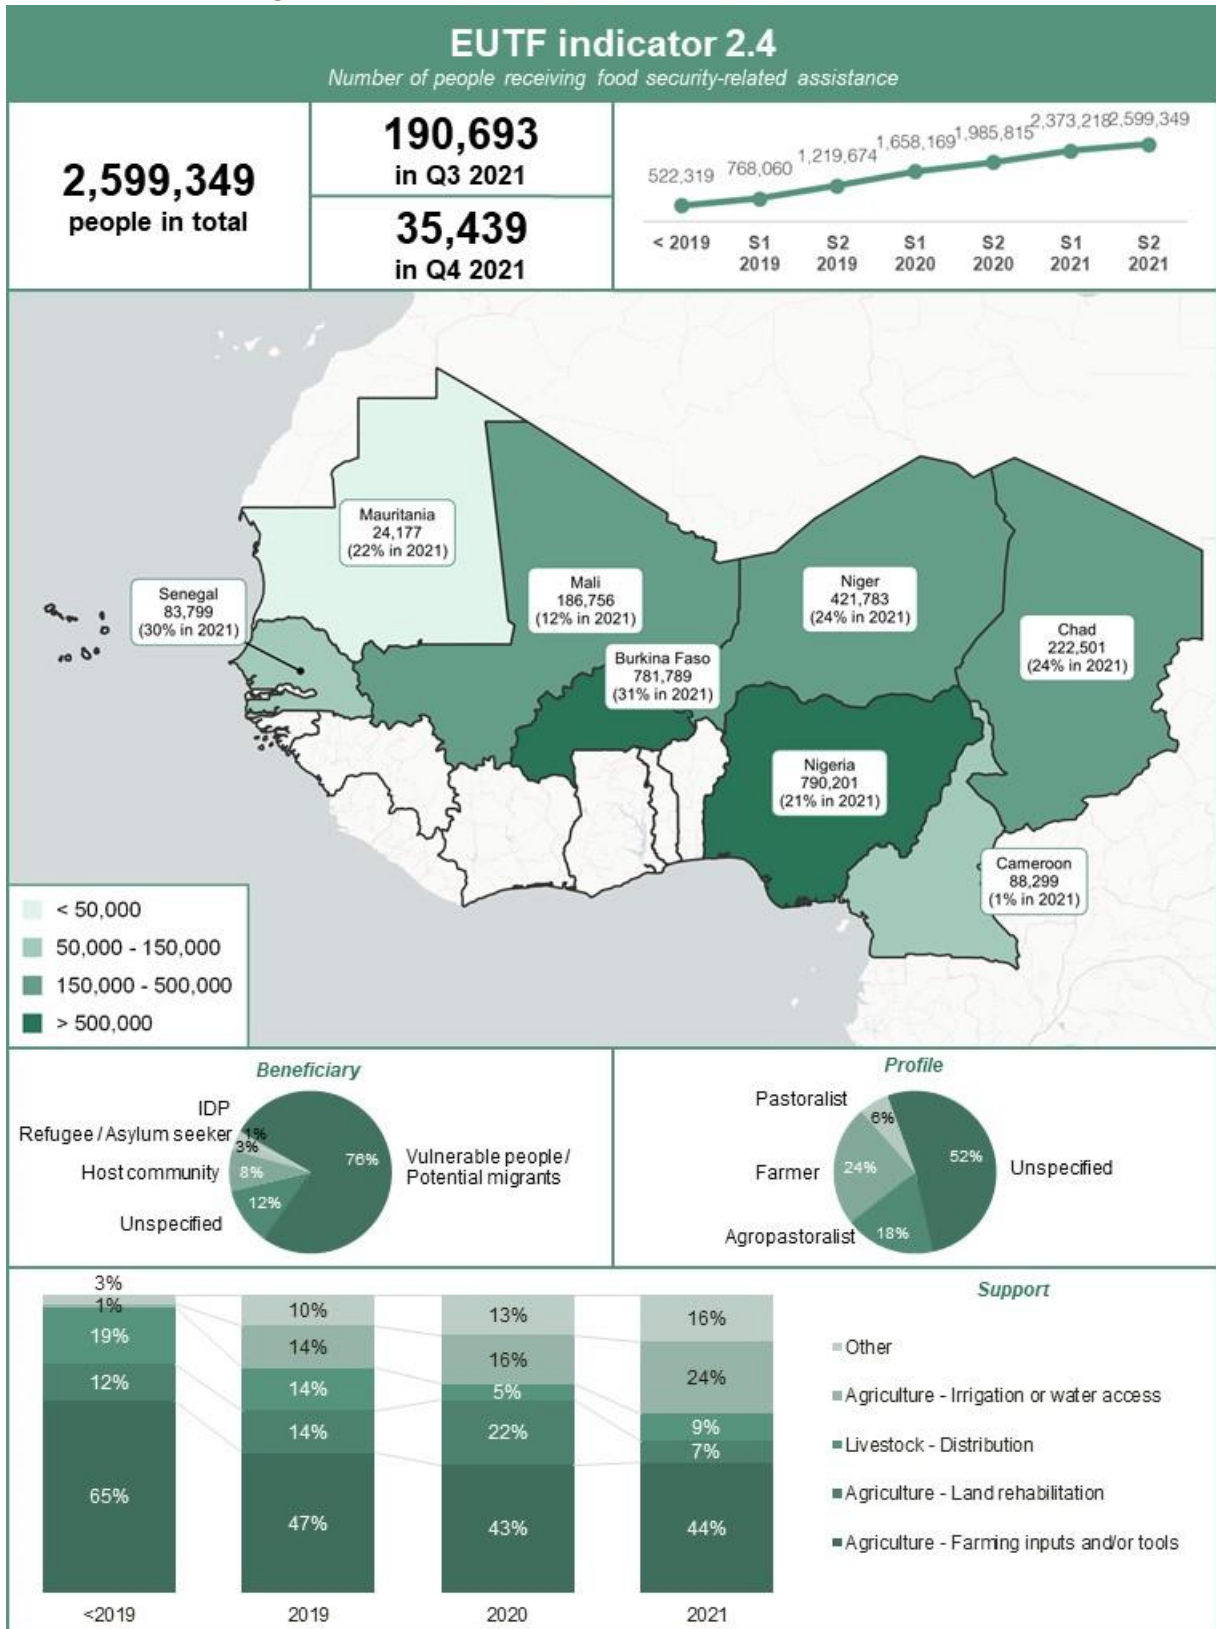 EUTF indicator 2.4
Number of people receiving food security-related assistance
2,599,349
people in total
190,693
in Q3 2021
35,439
in Q4 2021
522,319
768,060
1,219,674
1,658,169
1,985,815
2,373,218
2,599,349
< 2019
S1
2019
S2
2019
S1
2020
S2
2020
S1
2021
S2
2021
Mauritania
24,177
(22% in 2021)
Senegal
83,799
(30% in 2021)
Mali
186,756
(12% in 2021)
Niger
421,783
(24% in 2021)
Chad
222,501
(24% in 2021)
Burkina Faso
781,789
(31% in 2021)
Nigeria
790,201
(21% in 2021)
Cameroon
88,299
(1% in 2021)
< 50,000
50,000 - 150,000
150,000 - 500,000
> 500,000
Beneficiary
IDP
1%
Refugee / Asylum seeker
3%
Host community
8%
Unspecified
12%
76%
Vulnerable people /
Potential migrants
Profile
Pastoralist
6%
Farmer
24%
Agropastoralist
18%
52%
Unspecified
3%
1%
19%
12%
65%
10%
14%
14%
14%
47%
13%
16%
5%
22%
43%
16%
24%
9%
7%
44%
<2019
2019
2020
2021
Support
Other
Agriculture - Irrigation or water access
Livestock - Distribution
Agriculture - Land rehabilitation
Agriculture - Farming inputs and/or tools